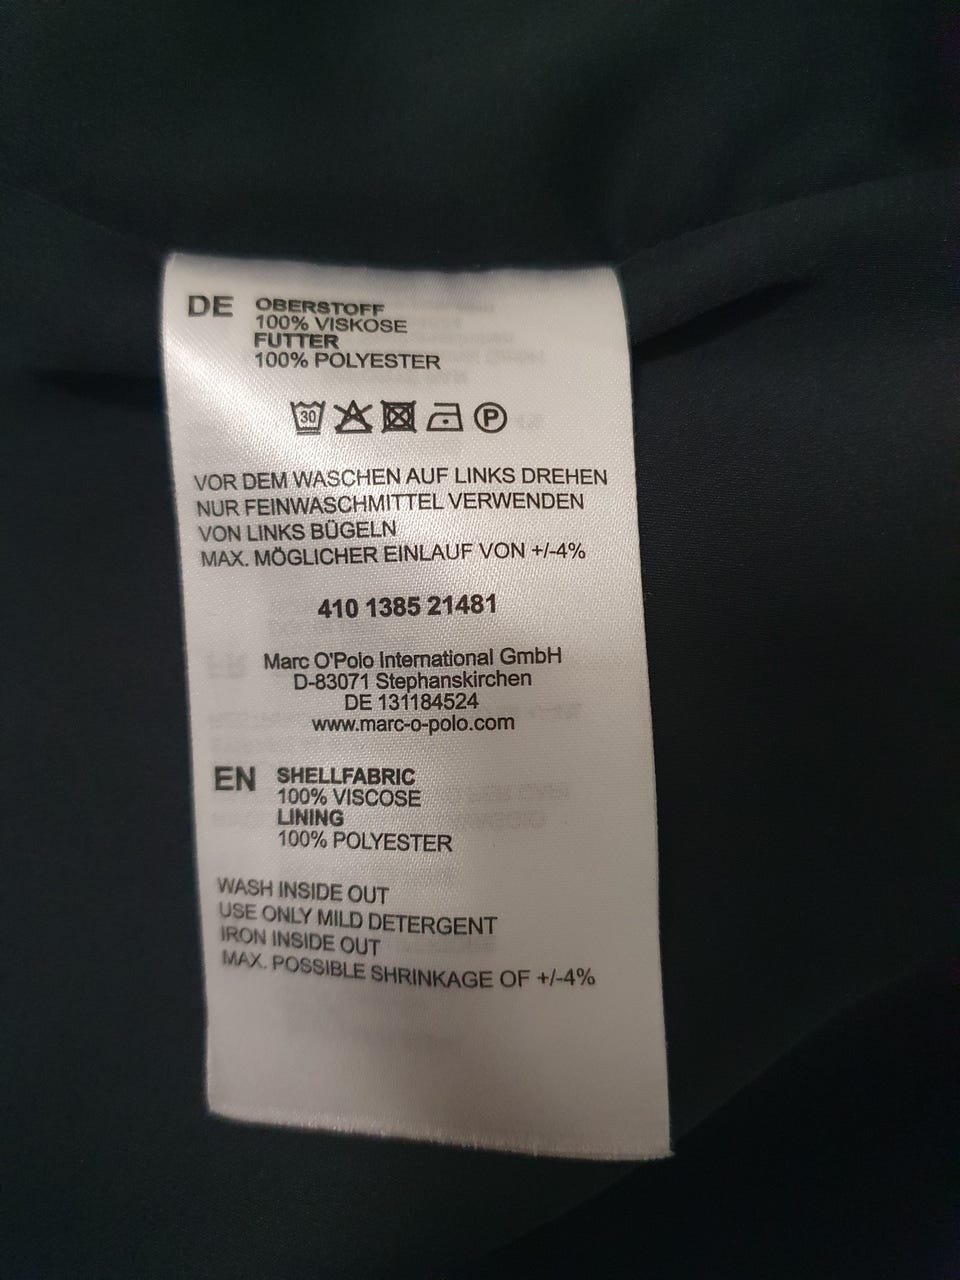 DE OBERSTOFF
100% VISKOSE
FUTTER
100% POLYESTER
30 P
VOR DEM WASCHEN AUF LINKS DREHEN
NUR FEINWASCHMITTEL VERWENDEN
VON LINKS BÜGELN
MAX. MÖGLICHER EINLAUF VON +/-4%
410 1385 21481
Marc O'Polo International GmbH
D-83071 Stephanskirchen
DE 131184524
www.marc-o-polo.com
EN SHELLFABRIC
100% VISCOSE
LINING
100% POLYESTER
WASH INSIDE OUT
USE ONLY MILD DETERGENT
IRON INSIDE OUT
MAX. POSSIBLE SHRINKAGE OF +/-4%